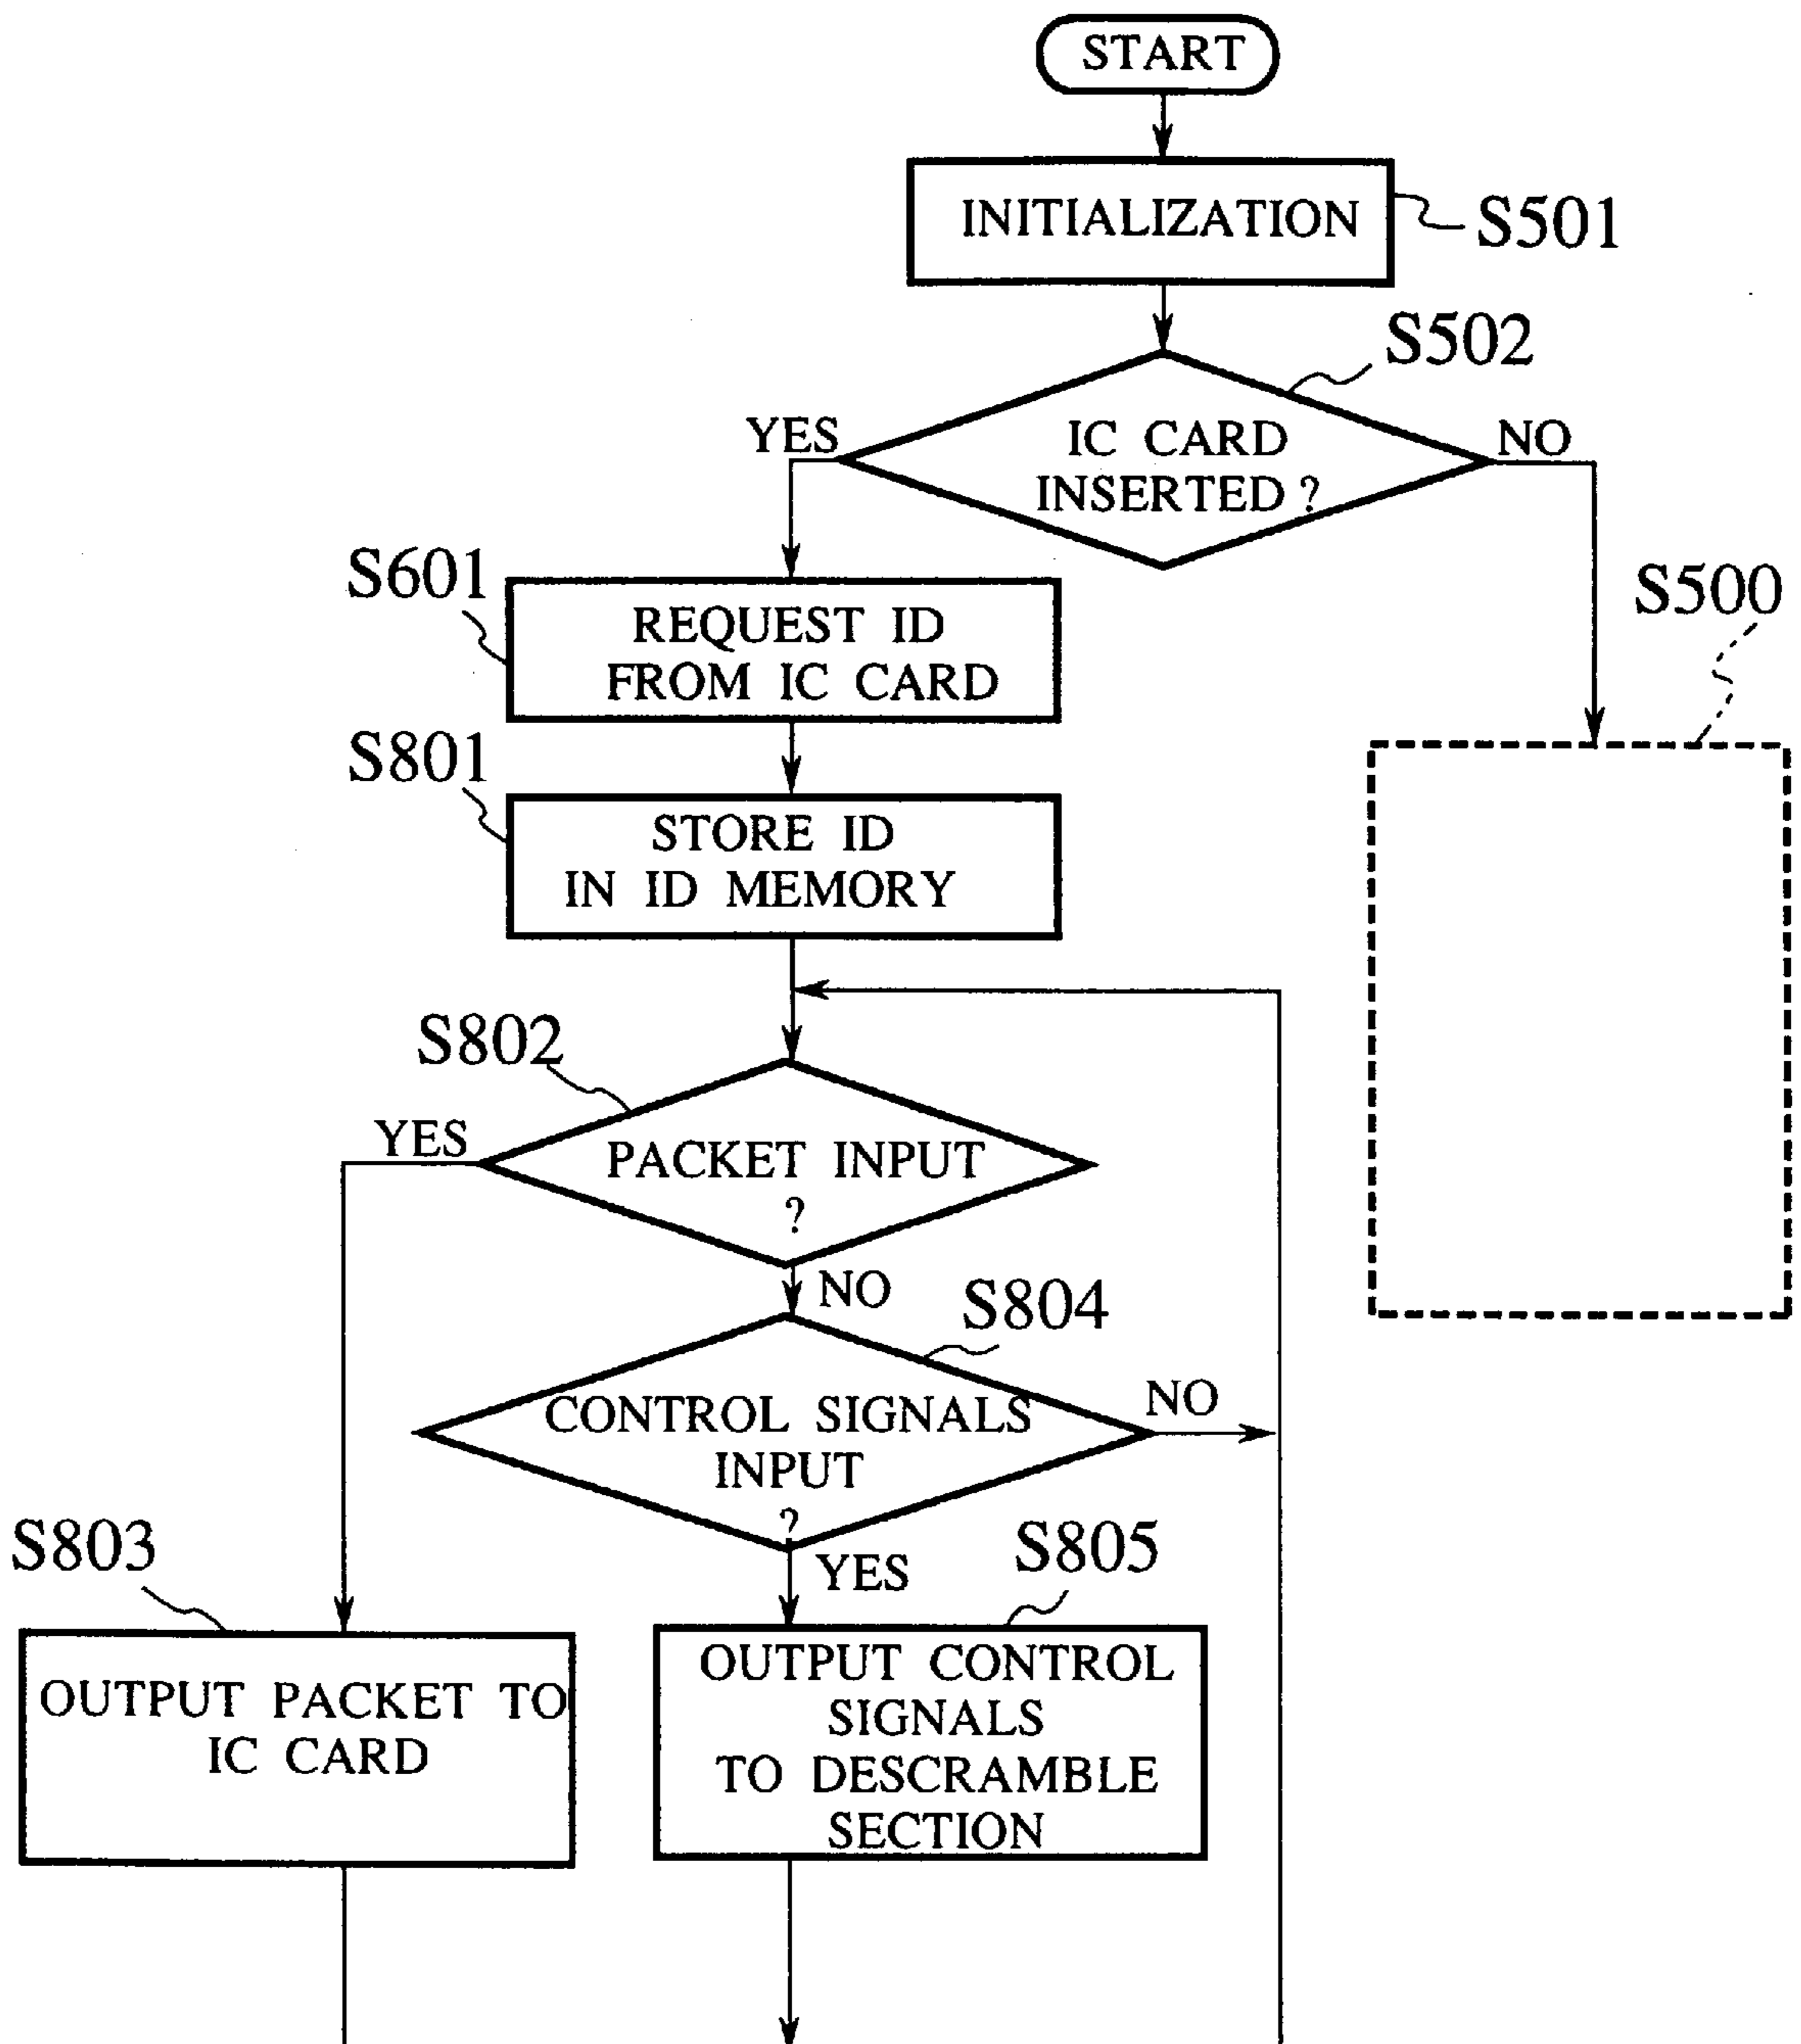 START
INITIALIZATION
S501
S502
YES
IC CARD
INSERTED ?
NO
S601
REQUEST ID
FROM IC CARD
S500
S801
STORE ID
IN ID MEMORY
S802
YES
PACKET INPUT
?
NO
S804
CONTROL SIGNALS
INPUT
?
NO
YES
S803
OUTPUT PACKET TO
IC CARD
S805
OUTPUT CONTROL
SIGNALS
TO DESCRAMBLE
SECTION